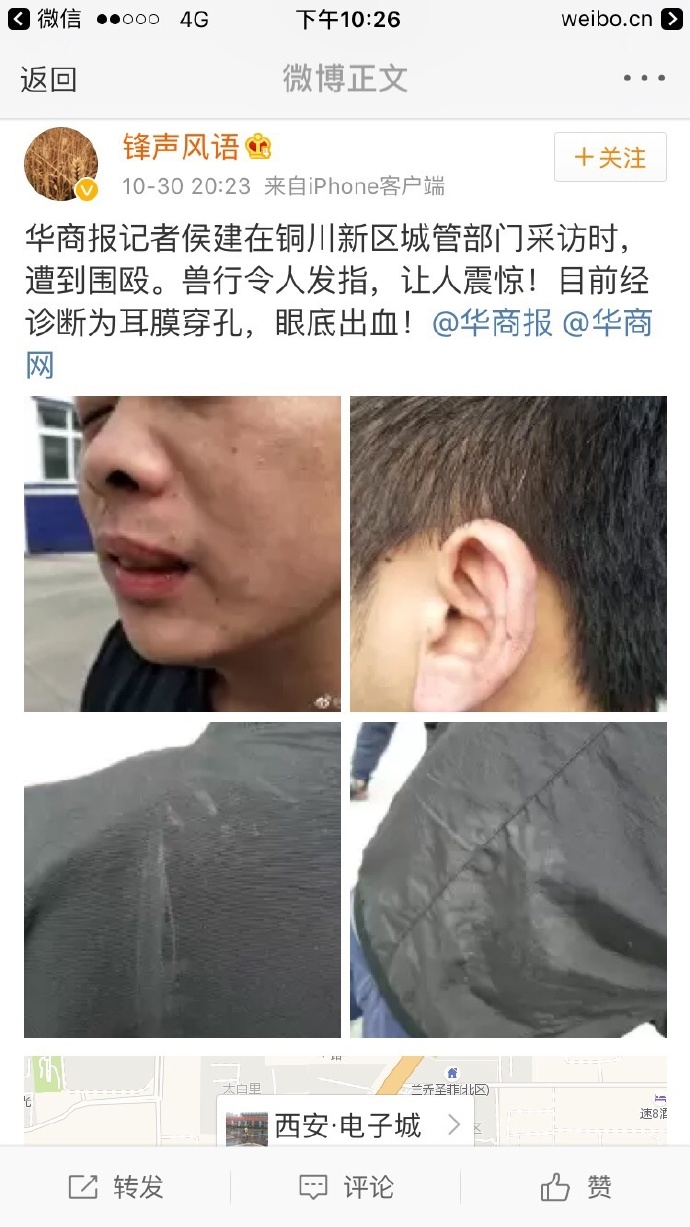 微信 4G 下午10:26 weibo.cn
返回 微博正文
锋声风语
10-30 20:23 来自iPhone客户端
+关注
华商报记者侯建在铜川新区城管部门采访时，
遭到围殴。兽行令人发指，让人震惊！目前经
诊断为耳膜穿孔，眼底出血！@华商报 @华商
网
太白里
兰乔圣菲(北区)
速8酒
西安·电子城
转发 评论 赞